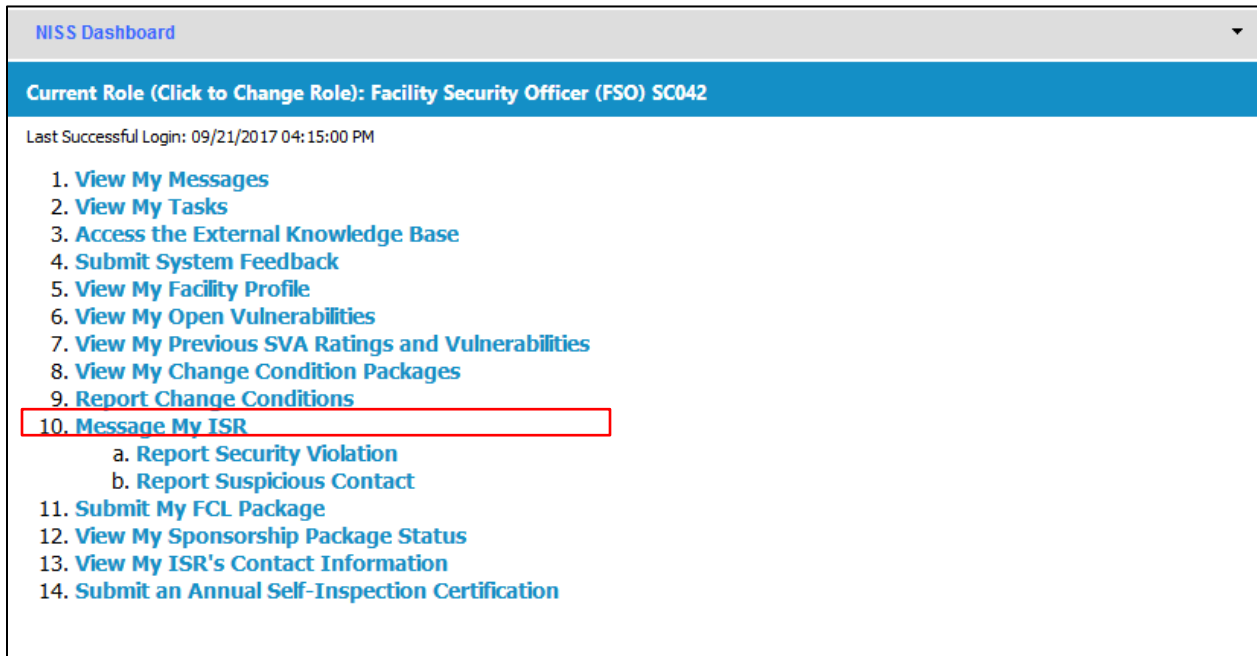 NISS Dashboard
Current Role (Click to Change Role): Facility Security Officer (FSO) SC042
Last Successful Login: 09/21/2017 04:15:00 PM
1. View My Messages
2. View My Tasks
3. Access the External Knowledge Base
4. Submit System Feedback
5. View My Facility Profile
6. View My Open Vulnerabilities
7. View My Previous SVA Ratings and Vulnerabilities
8. View My Change Condition Packages
9. Report Change Conditions
10. Message My ISR
a. Report Security Violation
b. Report Suspicious Contact
11. Submit My FCL Package
12. View My Sponsorship Package Status
13. View My ISR's Contact Information
14. Submit an Annual Self-Inspection Certification